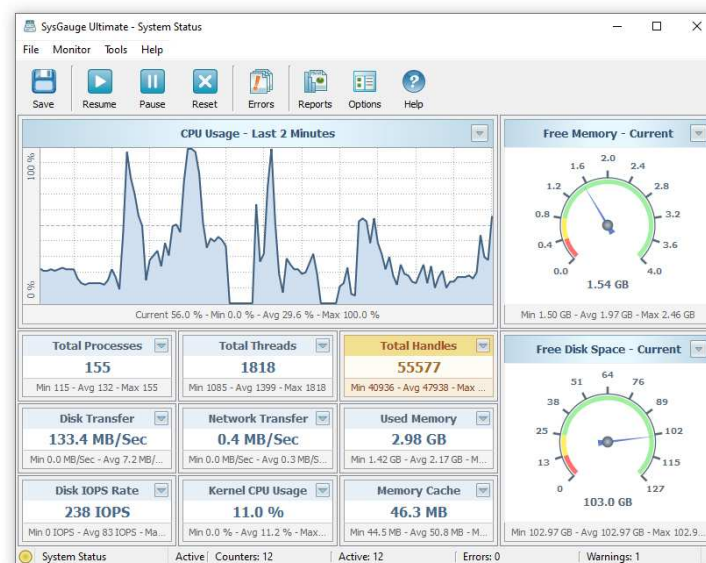 SysGauge Ultimate - System Status
File Monitor Tools Help
Save Resume Pause Reset Errors Reports Options Help
CPU Usage - Last 2 Minutes
100 %
0 %
Current 56.0 % - Min 0.0 % - Avg 29.6 % - Max 100.0 %
Free Memory - Current
0.0 0.4 0.8 1.2 1.6 2.0 2.4 2.8 3.2 3.6 4.0
1.54 GB
Min 1.50 GB - Avg 1.97 GB - Max 2.46 GB
Total Processes
155
Min 115 - Avg 132 - Max 155
Total Threads
1818
Min 1085 - Avg 1399 - Max 1818
Total Handles
55577
Min 40936 - Avg 47938 - Max ...
Free Disk Space - Current
0 13 25 38 51 64 76 89 102 115 127
103.0 GB
Min 102.97 GB - Avg 102.97 GB - Max 102.9...
Disk Transfer
133.4 MB/Sec
Min 0.0 MB/Sec - Avg 7.2 MB/...
Network Transfer
0.4 MB/Sec
Min 0.0 MB/Sec - Avg 0.3 MB/S...
Used Memory
2.98 GB
Min 1.42 GB - Avg 2.17 GB - M...
Disk IOPS Rate
238 IOPS
Min 0 IOPS - Avg 83 IOPS - Ma...
Kernel CPU Usage
11.0 %
Min 0.0 % - Avg 11.2 % - Max...
Memory Cache
46.3 MB
Min 44.5 MB - Avg 50.8 MB - M...
System Status Active Counters: 12 Active: 12 Errors: 0 Warnings: 1